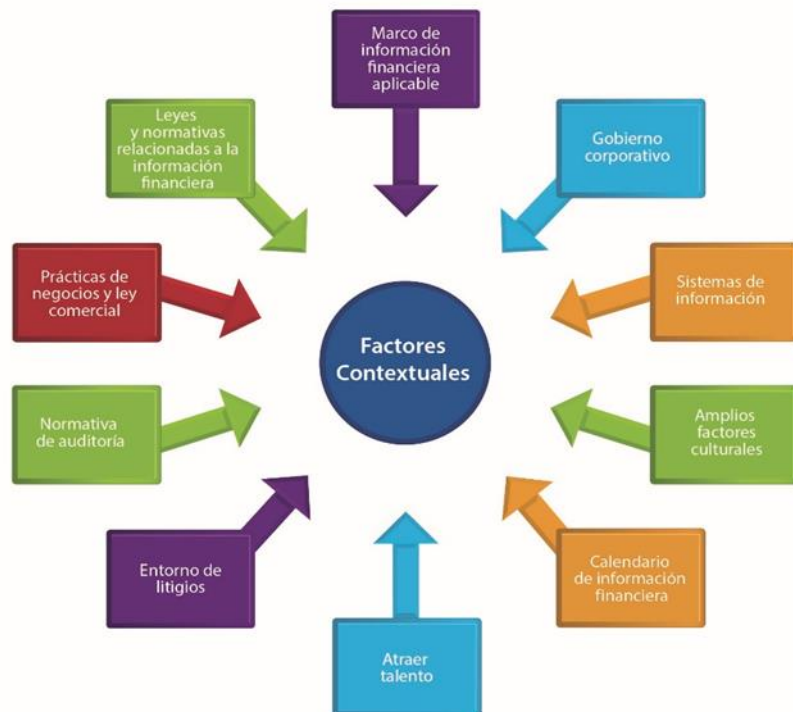 Marco de
información
financiera
aplicable
Leyes
y normativas
relacionadas a la
información
financiera
Gobierno
corporativo
Prácticas de
negocios y ley
comercial
Sistemas de
información
Factores
Contextuales
Normativa
de auditoría
Amplios
factores
culturales
Entorno de
litigios
Calendario
de información
financiera
Atraer
talento